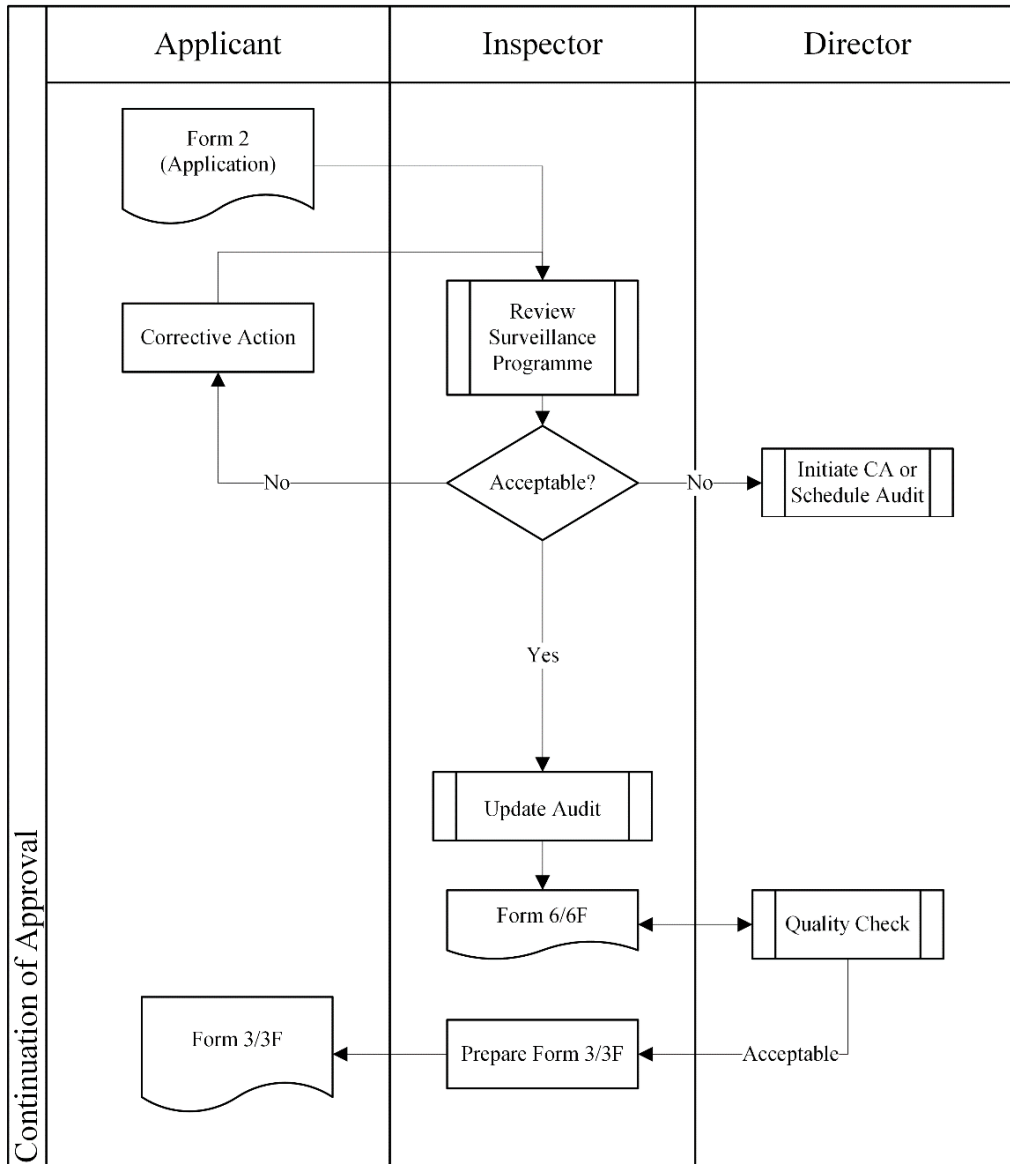 Applicant
Inspector
Director
Form 2
(Application)
Corrective Action
Review
Surveillance
Programme
No
Acceptable?
No
Initiate CA or
Schedule Audit
Yes
Update Audit
Form 6/6F
Quality Check
Form 3/3F
Prepare Form 3/3F
Acceptable
Continuation of Approval